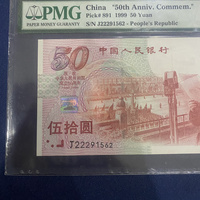 PMG
PAPER MONEY GUARANTY
China "50th Anniv. Commem."
Pick# 891 1999 50 Yuan
S/N J22291562 - People's Republic
50
中国人民银行
伍拾圆
J22291562